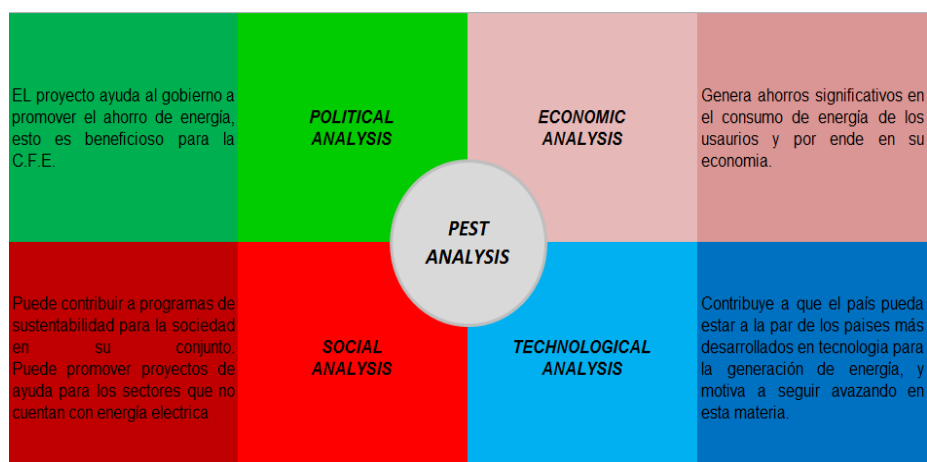 EL proyecto ayuda al gobierno a
promover el ahorro de energía,
esto es beneficioso para la
C.F.E.
POLITICAL
ANALYSIS
ECONOMIC
ANALYSIS
Genera ahorros significativos en
el consumo de energía de los
usaurios y por ende en su
economia.
PEST
ANALYSIS
Puede contribuir a programas de
sustentabilidad para la sociedad
en su conjunto.
Puede promover proyectos de
ayuda para los sectores que no
cuentan con energía electrica
SOCIAL
ANALYSIS
TECHNOLOGICAL
ANALYSIS
Contribuye a que el país pueda
estar a la par de los paises más
desarrollados en tecnologia para
la generación de energía, y
motiva a seguir avazando en
esta materia.